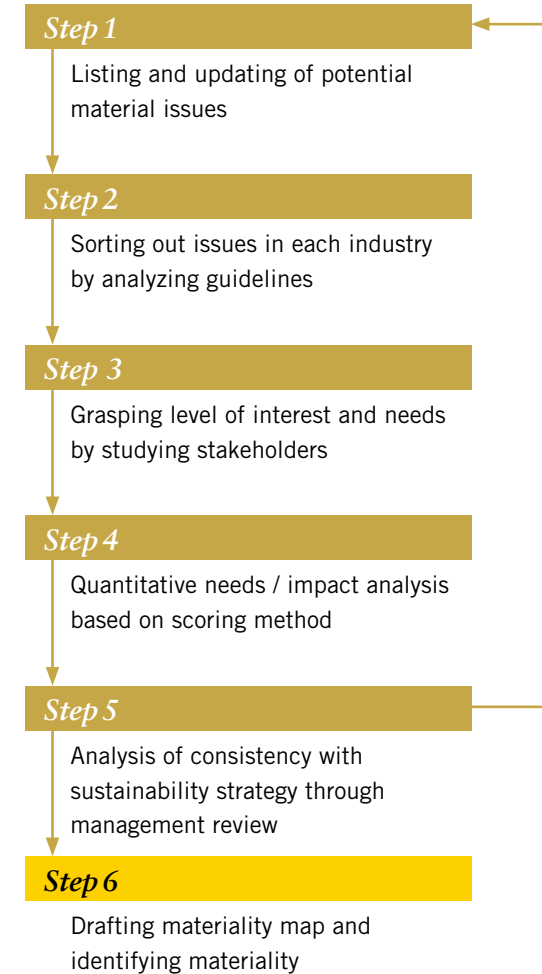 Step 1
Listing and updating of potential
material issues
Step 2
Sorting out issues in each industry
by analyzing guidelines
Step 3
Grasping level of interest and needs
by studying stakeholders
Step 4
Quantitative needs / impact analysis
based on scoring method
Step 5
Analysis of consistency with
sustainability strategy through
management review
Step 6
Drafting materiality map and
identifying materiality